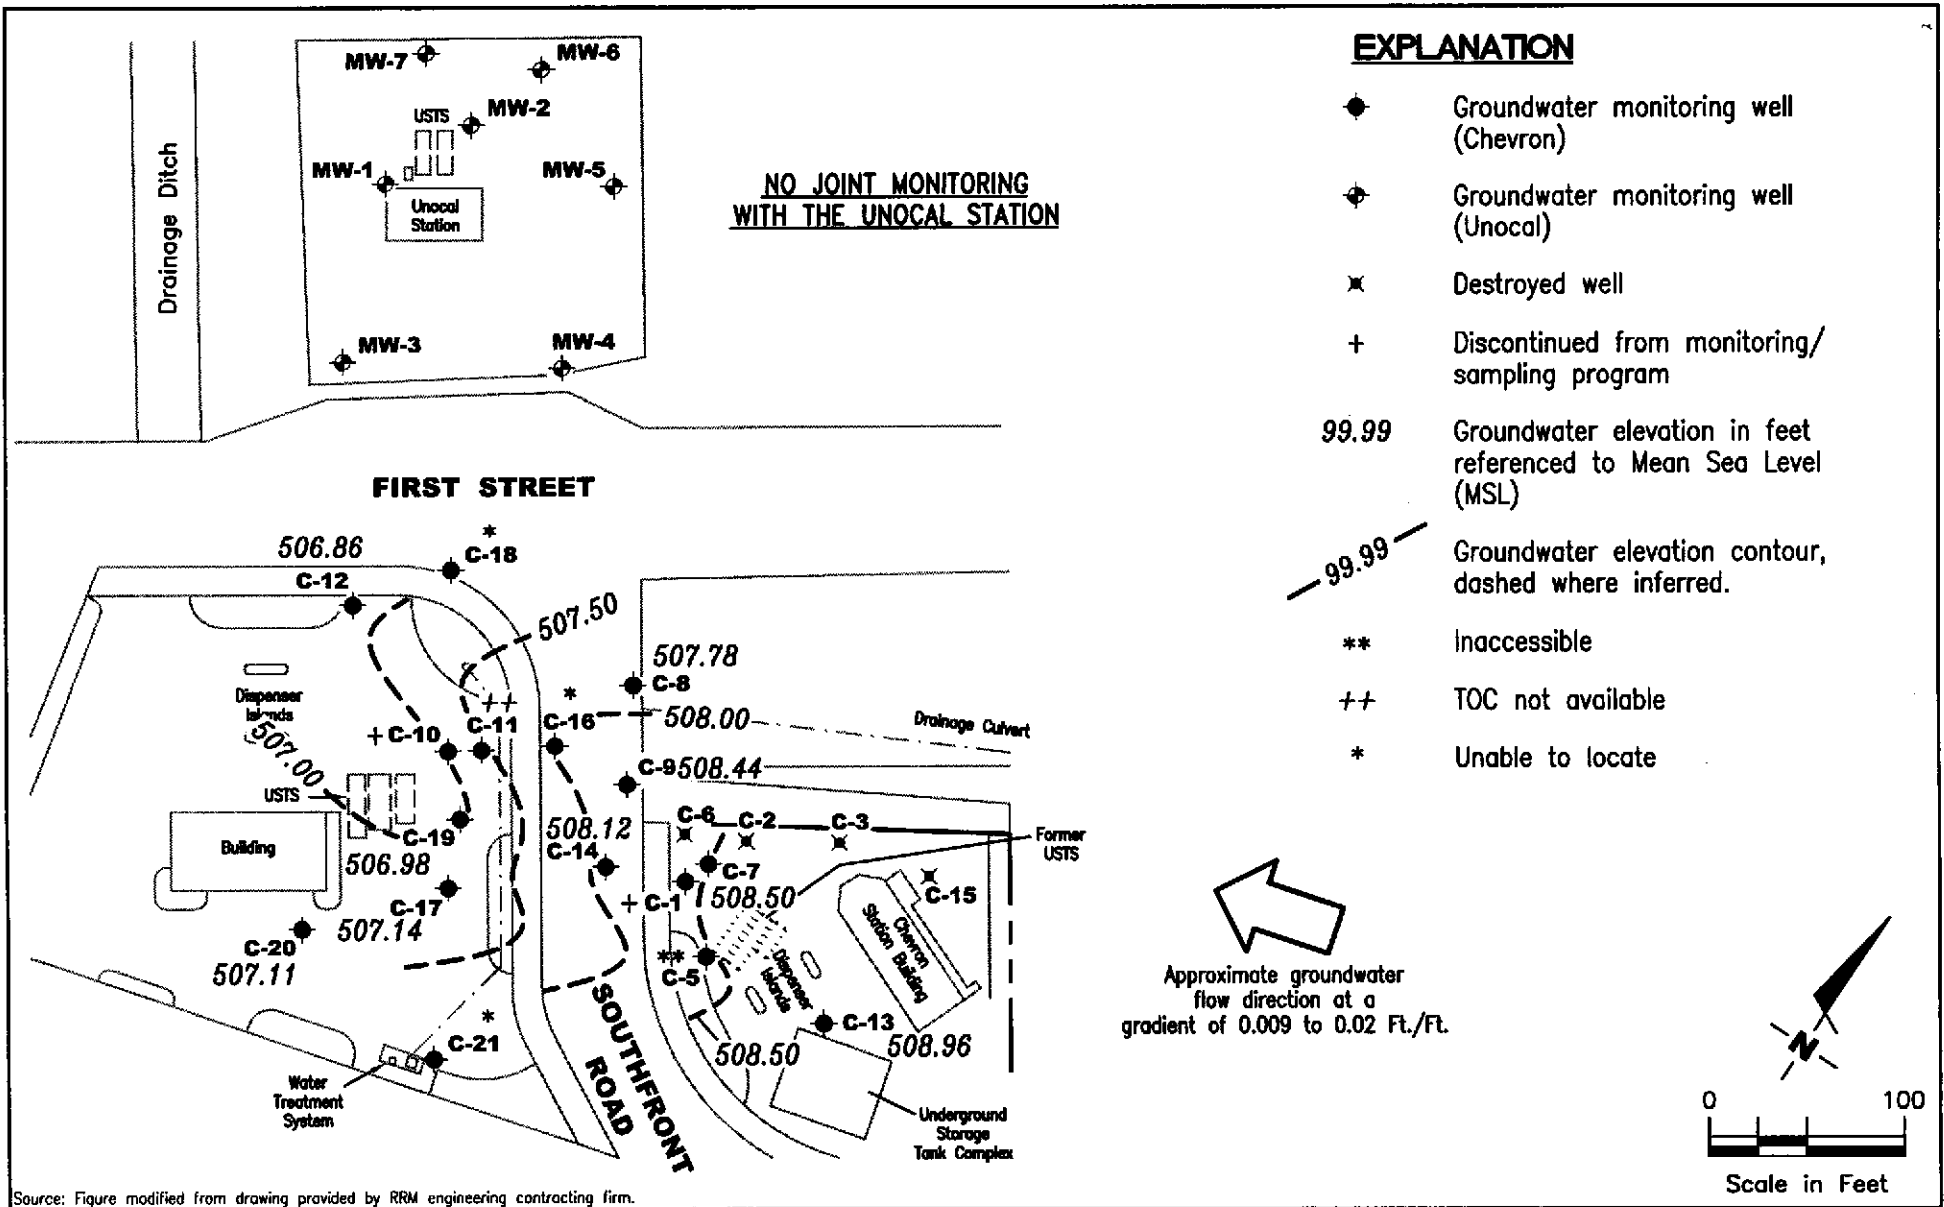 MW-7
MW-6
MW-2
USTS
MW-1
MW-5
Unocal
Station
MW-3
MW-4
Drainage Ditch
NO JOINT MONITORING
WITH THE UNOCAL STATION
EXPLANATION
Groundwater monitoring well
(Chevron)
Groundwater monitoring well
(Unocal)
Destroyed well
+
Discontinued from monitoring/
sampling program
99.99
Groundwater elevation in feet
referenced to Mean Sea Level
(MSL)
99.99
Groundwater elevation contour,
dashed where inferred.
**
Inaccessible
++
TOC not available
*
Unable to locate
FIRST STREET
506.86
*
C-18
C-12
507.50
507.78
C-8
Dispenser
Islands
++
*
C-11
C-16
508.00
Drainage Culvert
+ C-10
507.00
C-9
508.44
USTS
C-6
C-2
C-3
Former
USTS
C-19
506.98
508.12
C-14
C-7
Building
508.50
C-15
+ C-1
C-17
507.14
C-20
507.11
**
C-5
Dispenser
Islands
Chevron
Station Building
C-13
508.96
508.50
*
C-21
Water
Treatment
System
SOUTHFRONT
ROAD
Underground
Storage
Tank Complex
Approximate groundwater
flow direction at a
gradient of 0.009 to 0.02 Ft./Ft.
N
0 100
Scale in Feet
Source: Figure modified from drawing provided by RRM engineering contracting firm.